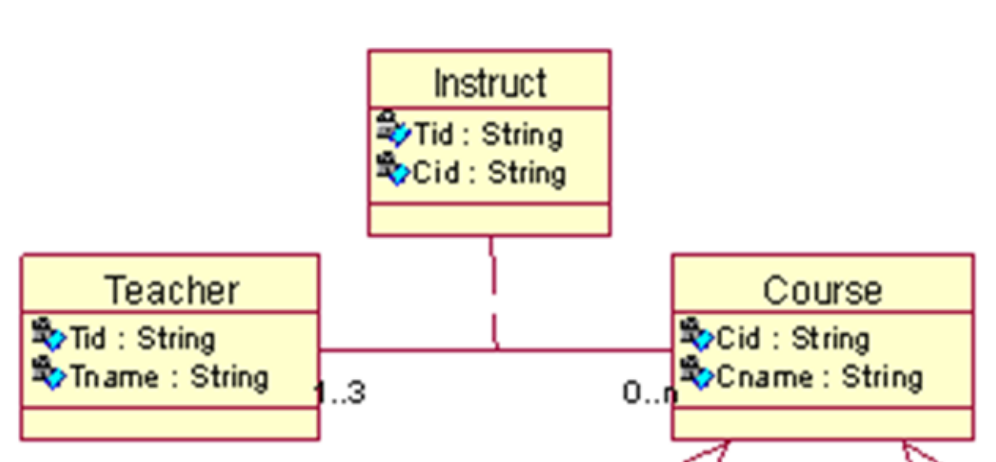 Instruct
Tid : String
Cid : String
Teacher
Tid : String
Tname : String
Course
Cid : String
Cname : String
1..3
0..n